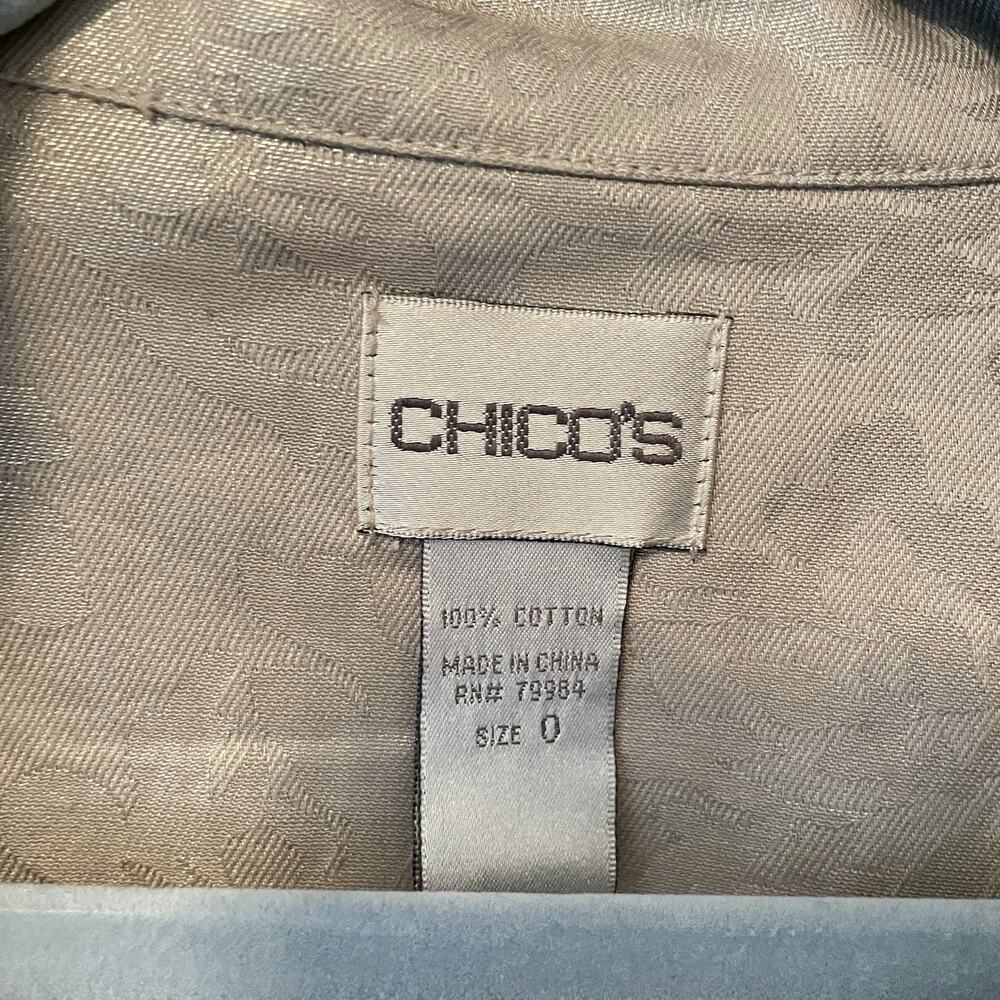 CHICO'S
100% COTTON
MADE IN CHINA
RN# 79984
SIZE 0